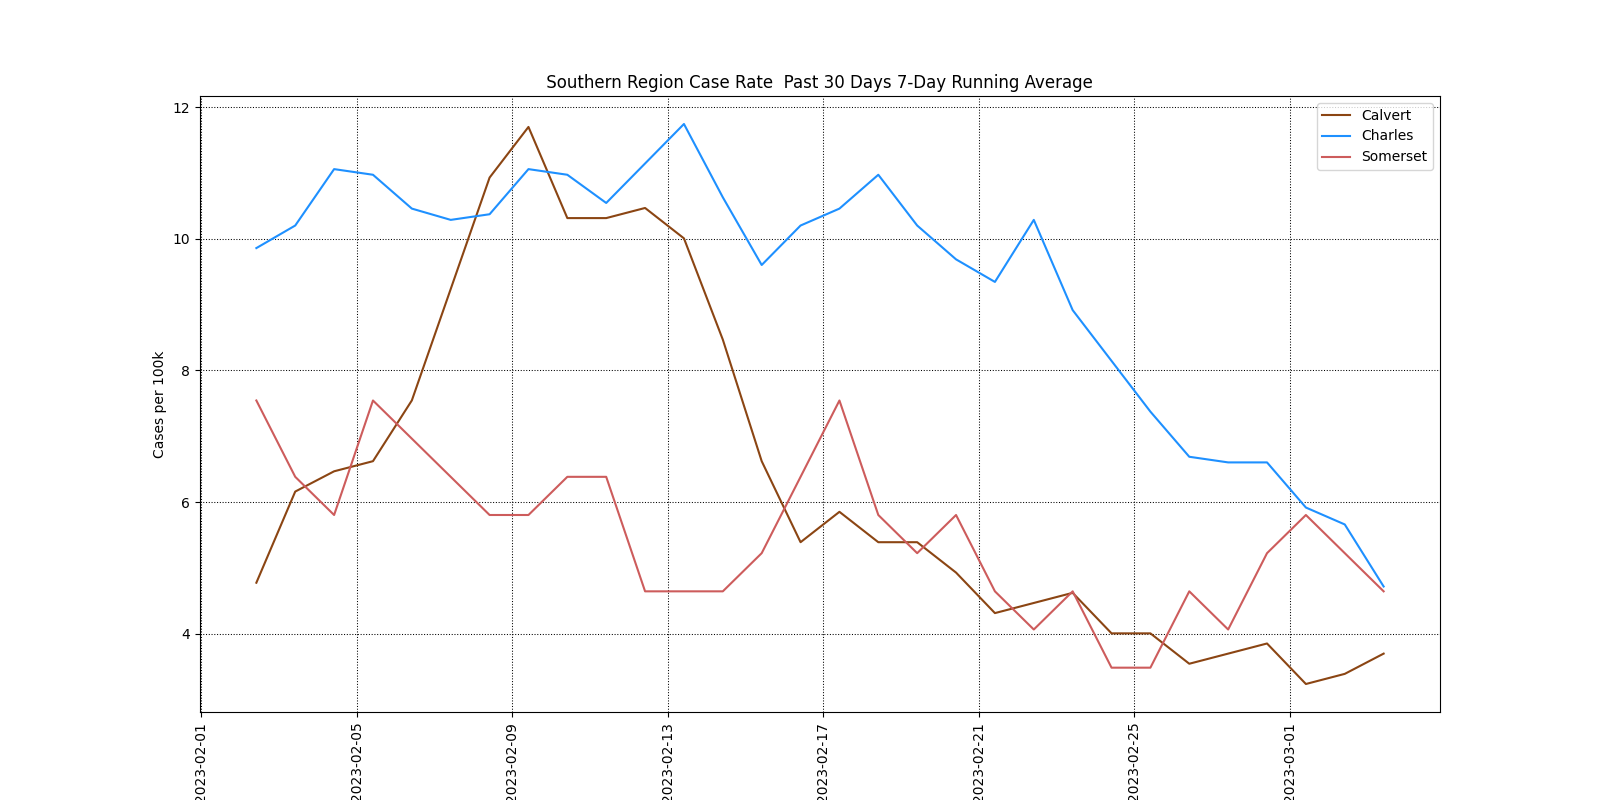 Southern Region Case Rate  Past 30 Days 7-Day Running Average
Calvert
Charles
Somerset
Cases per 100k
12
10
8
6
4
2023-02-01
2023-02-05
2023-02-09
2023-02-13
2023-02-17
2023-02-21
2023-02-25
2023-03-01